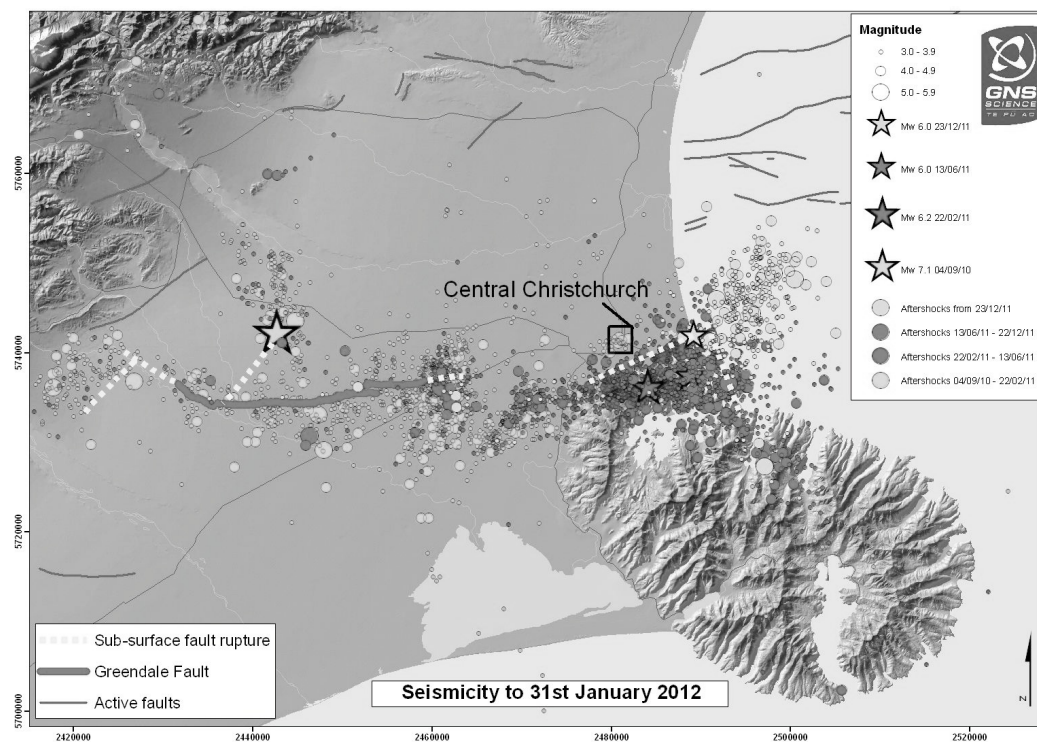 Magnitude
3.0 - 3.9
4.0 - 4.9
5.0 - 5.9
Mw 6.0 23/12/11
Mw 6.0 13/06/11
Mw 6.2 22/02/11
Mw 7.1 04/09/10
Aftershocks from 23/12/11
Aftershocks 13/06/11 - 22/12/11
Aftershocks 22/02/11 - 13/06/11
Aftershocks 04/09/10 - 22/02/11
GNS
SCIENCE
TE PŪ AO
5760000
5740000
5720000
5700000
Central Christchurch
Sub-surface fault rupture
Greendale Fault
Active faults
Seismicity to 31st January 2012
N
2420000
2440000
2460000
2480000
2500000
2520000